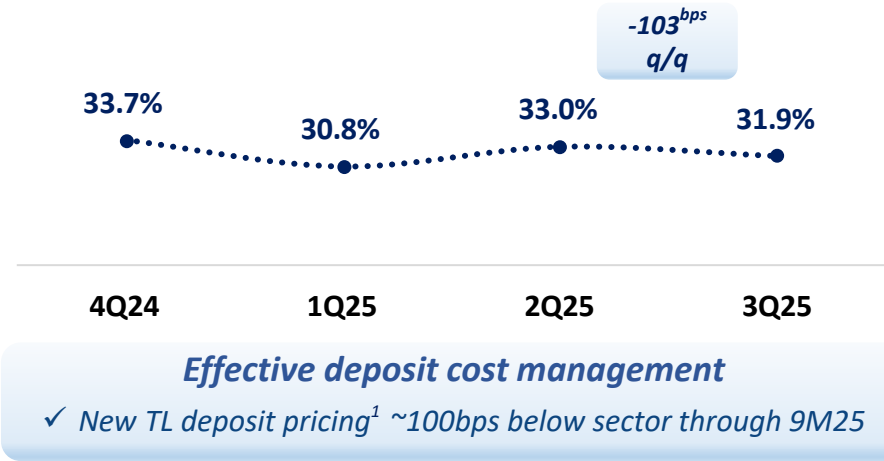 -103bps
q/q
33.7%
30.8%
33.0%
31.9%
4Q24 1Q25 2Q25 3Q25
Effective deposit cost management
✓ New TL deposit pricing1 ~100bps below sector through 9M25